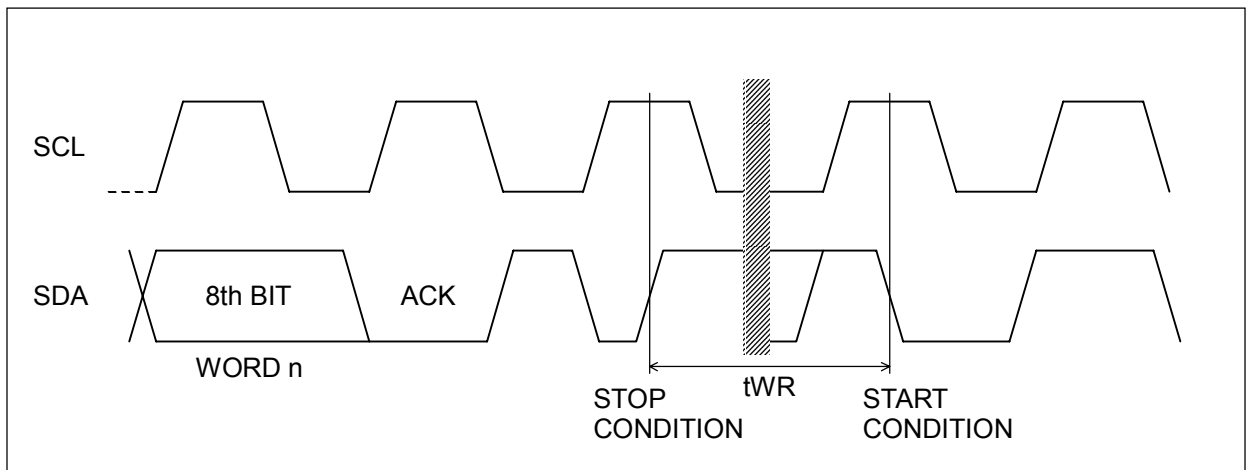 SCL
SDA
8th BIT
ACK
WORD n
tWR
STOP
CONDITION
START
CONDITION